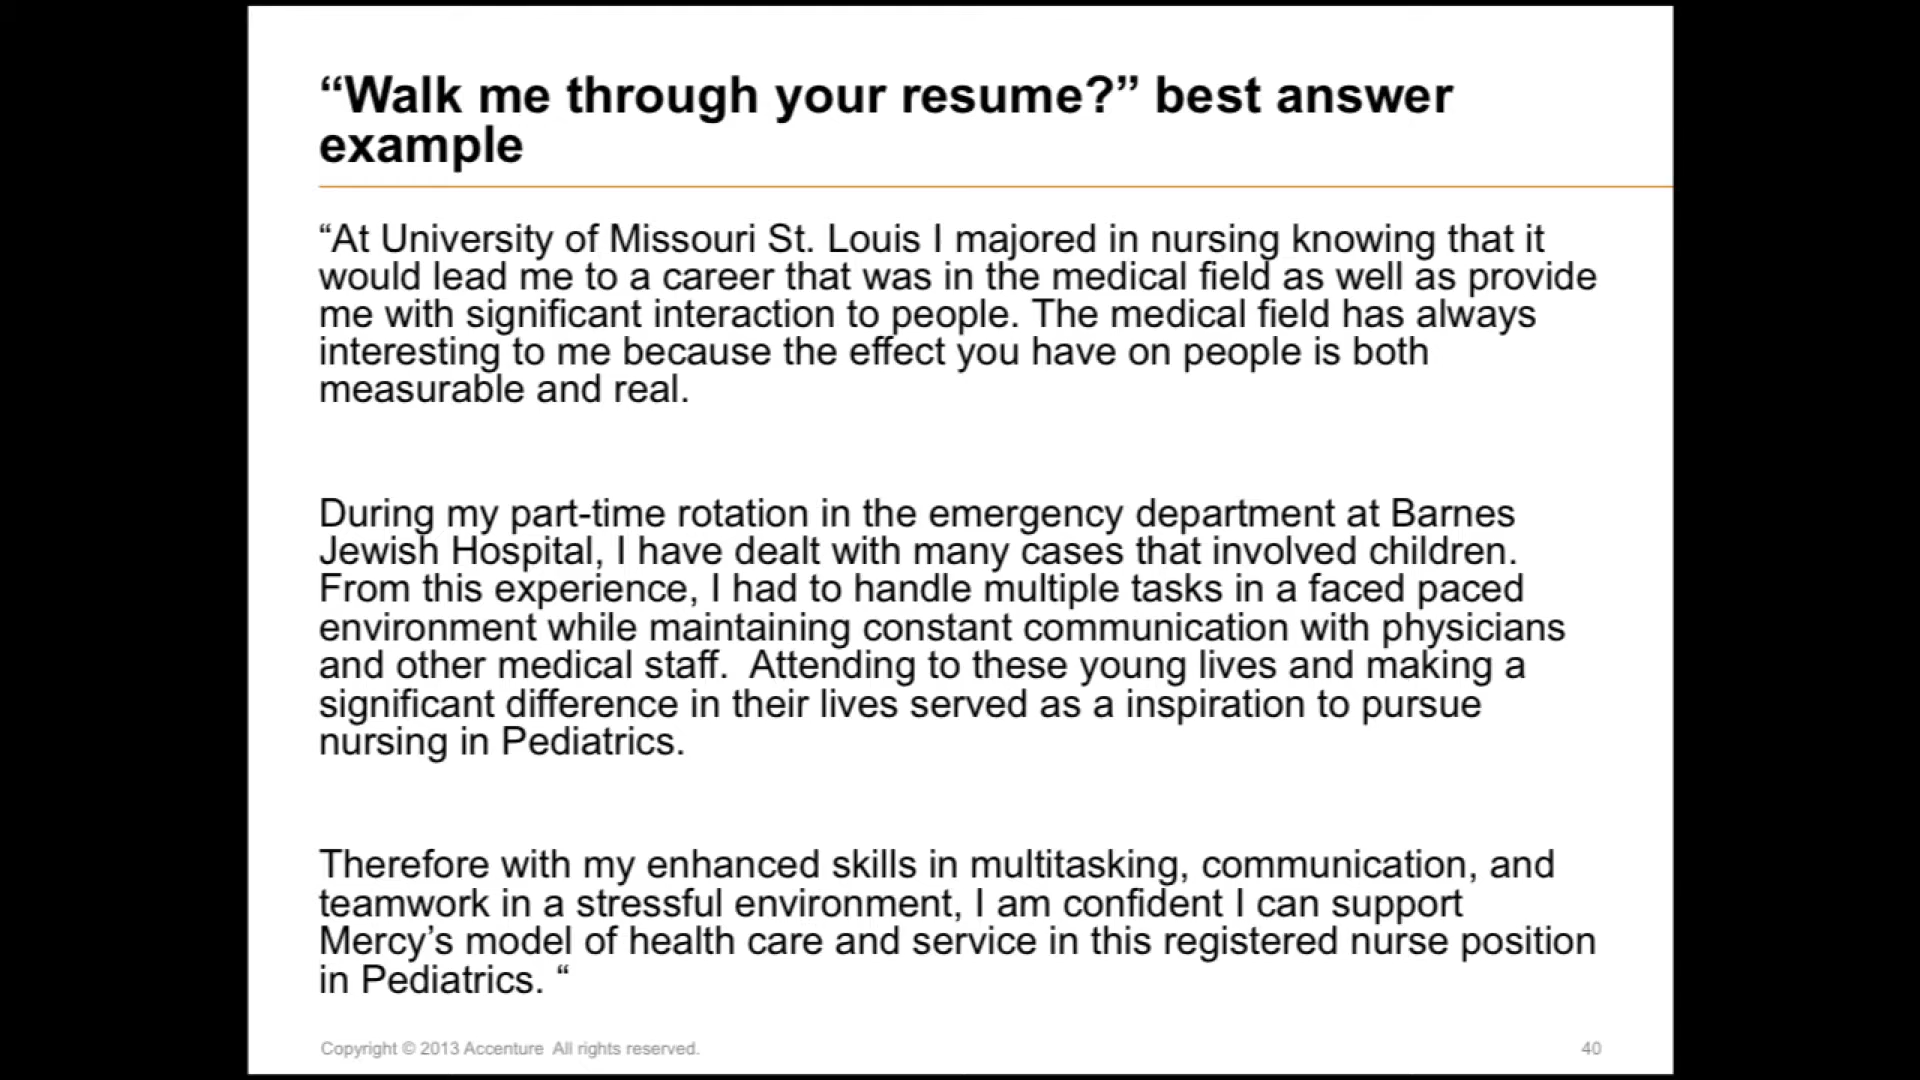 “Walk me through your resume?” best answer
example
“At University of Missouri St. Louis I majored in nursing knowing that it
would lead me to a career that was in the medical field as well as provide
me with significant interaction to people. The medical field has always
interesting to me because the effect you have on people is both
measurable and real.
During my part-time rotation in the emergency department at Barnes
Jewish Hospital, I have dealt with many cases that involved children.
From this experience, I had to handle multiple tasks in a faced paced
environment while maintaining constant communication with physicians
and other medical staff.  Attending to these young lives and making a
significant difference in their lives served as a inspiration to pursue
nursing in Pediatrics.
Therefore with my enhanced skills in multitasking, communication, and
teamwork in a stressful environment, I am confident I can support
Mercy’s model of health care and service in this registered nurse position
in Pediatrics. “
Copyright © 2013 Accenture  All rights reserved.
40